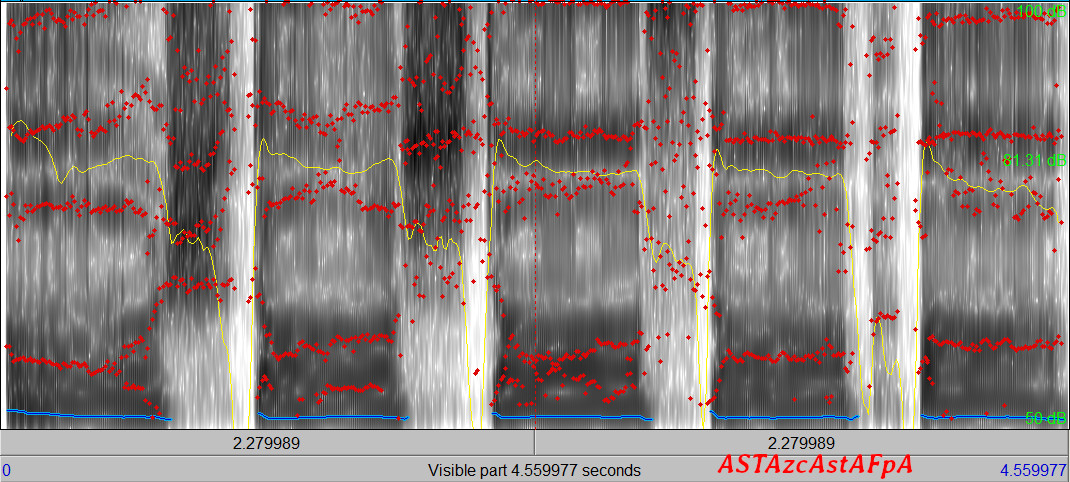 100 dB
81.31 dB
50 dB
2.279989 2.279989
0 Visible part 4.559977 seconds ASTAzcAstAFpA 4.559977